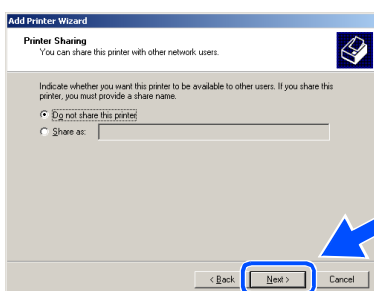 Add Printer Wizard
Printer Sharing
You can share this printer with other network users.
Indicate whether you want this printer to be available to other users. If you share this
printer, you must provide a share name.
Do not share this printer
Share as:
< Back Next > Cancel